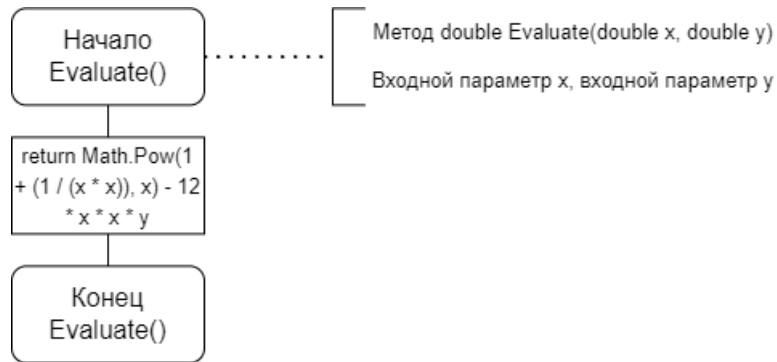 Начало
Evaluate()
Метод double Evaluate(double x, double y)
Входной параметр x, входной параметр y
return Math.Pow(1
+ (1 / (x * x)), x) - 12
* x * x * y
Конец
Evaluate()